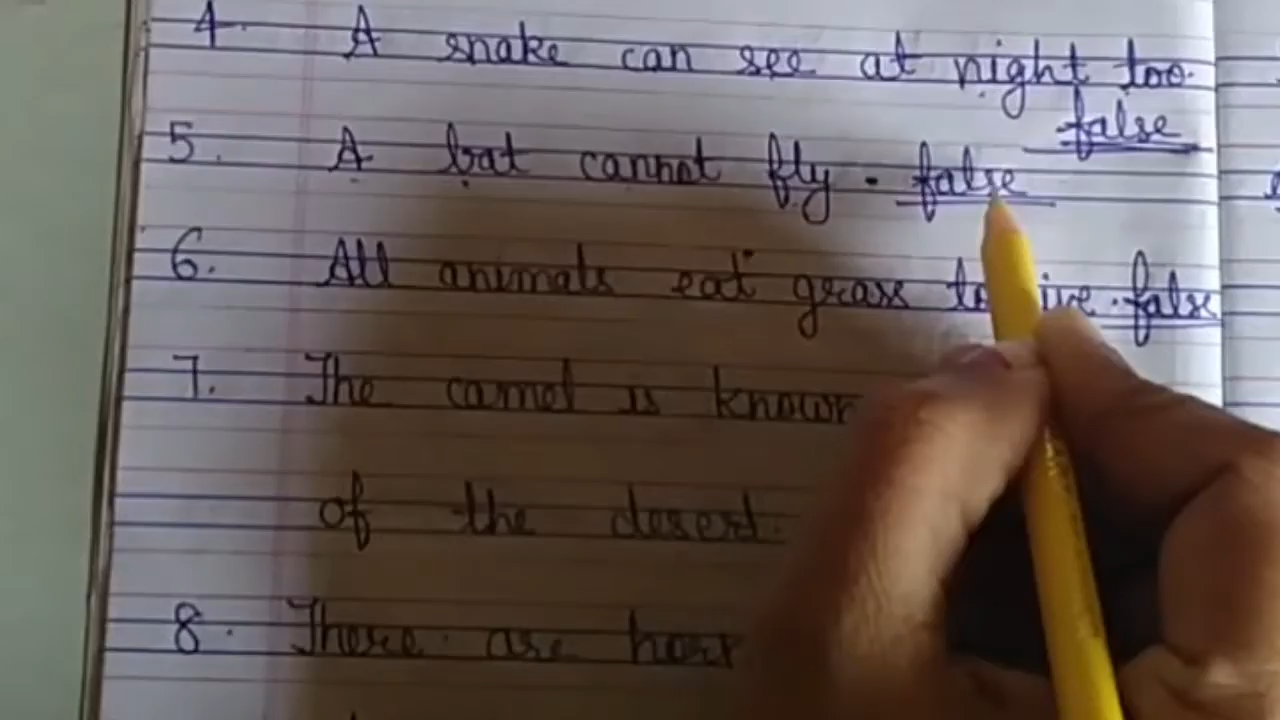 4. A snake can see at night too.
false
5. A bat cannot fly. false
6. All animals eat grass to live. false
7. The camel is known
of the desert.
8. There are